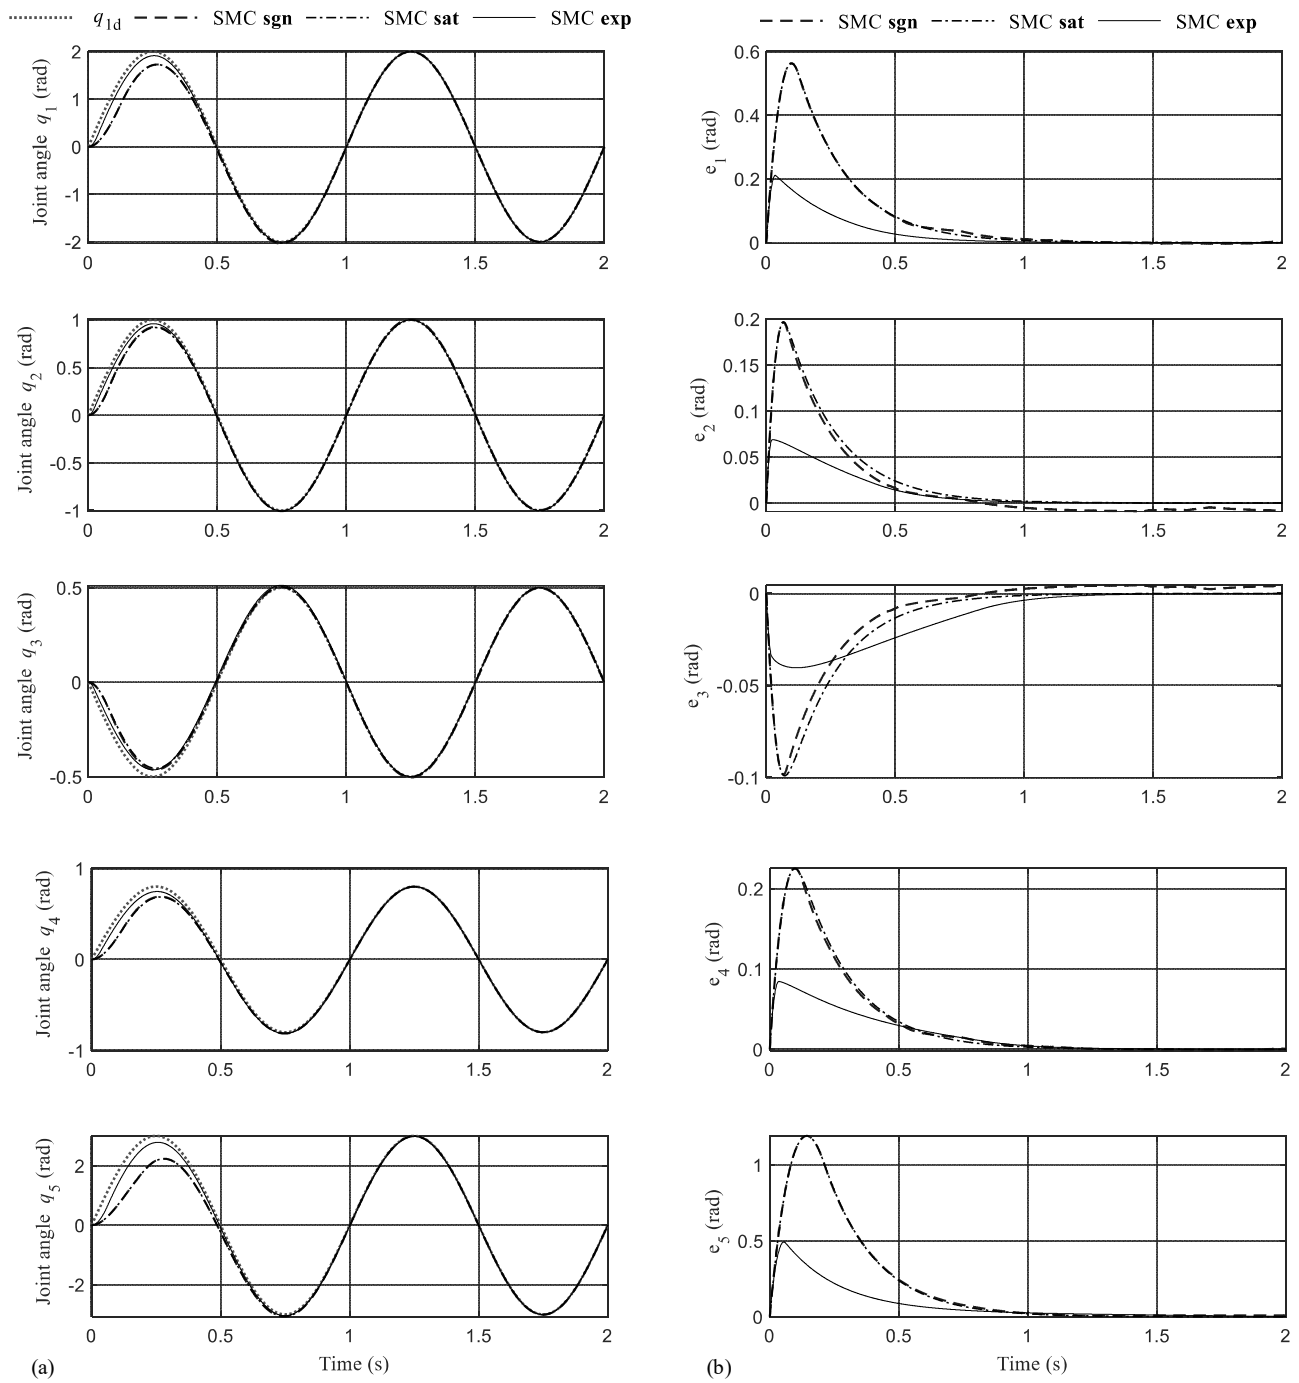 q1d SMC sgn SMC sat SMC exp
2
1
0
-1
-2
0 0.5 1 1.5 2
Joint angle q1 (rad)
1
0.5
0
-0.5
-1
0 0.5 1 1.5 2
Joint angle q2 (rad)
0.5
0
-0.5
0 0.5 1 1.5 2
Joint angle q3 (rad)
1
0
-1
0 0.5 1 1.5 2
Joint angle q4 (rad)
2
0
-2
0 0.5 1 1.5 2
Joint angle q5 (rad)
Time (s)
(a)
SMC sgn SMC sat SMC exp
0.6
0.4
0.2
0
0 0.5 1 1.5 2
e1 (rad)
0.2
0.15
0.1
0.05
0
0 0.5 1 1.5 2
e2 (rad)
0
-0.05
-0.1
0 0.5 1 1.5 2
e3 (rad)
0.2
0.1
0
0 0.5 1 1.5 2
e4 (rad)
1
0.5
0
0 0.5 1 1.5 2
e5 (rad)
Time (s)
(b)